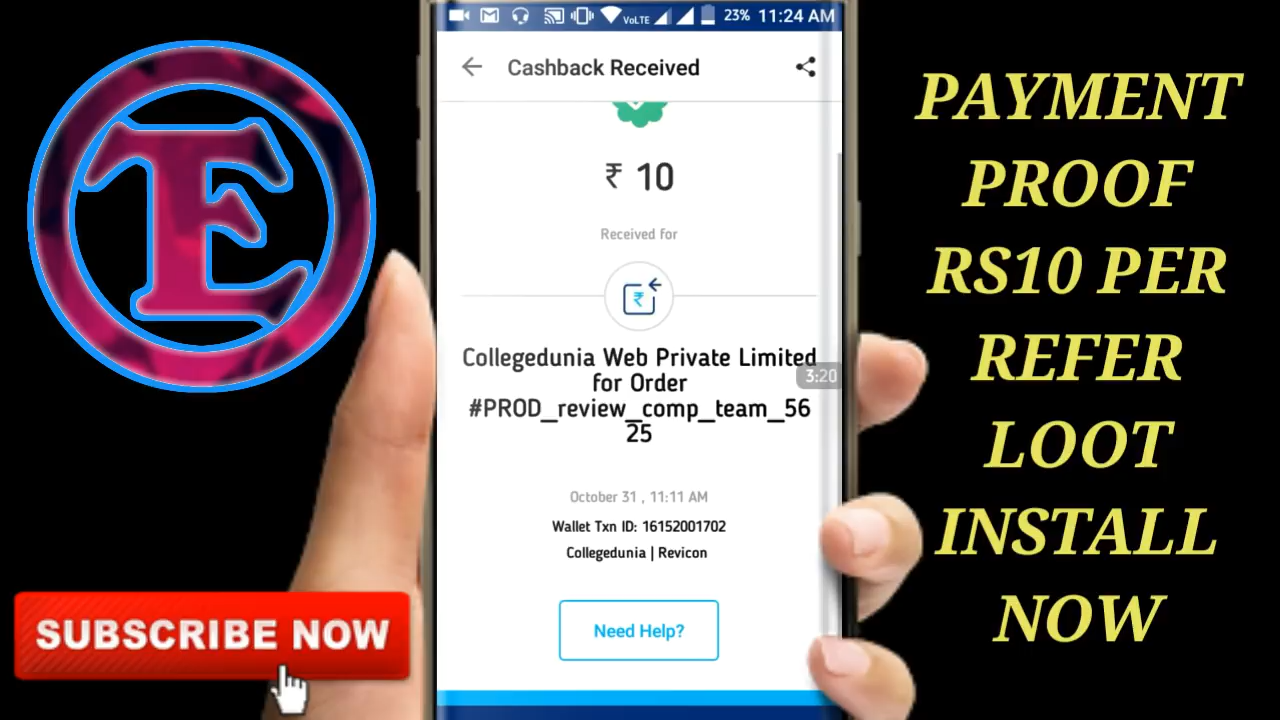 VoLTE 23% 11:24 AM
Cashback Received
₹ 10
Received for
₹
Collegedunia Web Private Limited
for Order
#PROD_review_comp_team_56
25
3:20
October 31 , 11:11 AM
Wallet Txn ID: 16152001702
Collegedunia | Revicon
Need Help?
TE
SUBSCRIBE NOW
PAYMENT
PROOF
RS10 PER
REFER
LOOT
INSTALL
NOW